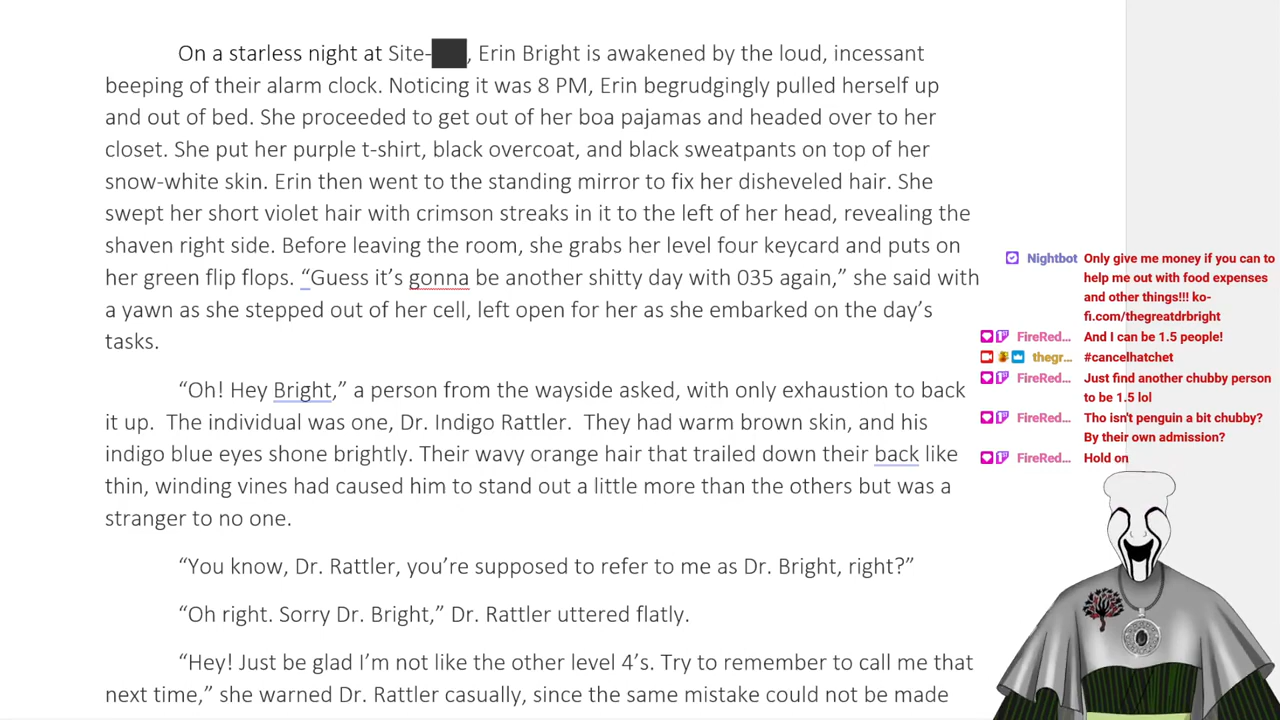 On a starless night at Site-, Erin Bright is awakened by the loud, incessant
beeping of their alarm clock. Noticing it was 8 PM, Erin begrudgingly pulled herself up
and out of bed. She proceeded to get out of her boa pajamas and headed over to her
closet. She put her purple t-shirt, black overcoat, and black sweatpants on top of her
snow-white skin. Erin then went to the standing mirror to fix her disheveled hair. She
swept her short violet hair with crimson streaks in it to the left of her head, revealing the
shaven right side. Before leaving the room, she grabs her level four keycard and puts on
her green flip flops. “Guess it’s gonna be another shitty day with 035 again,” she said with
a yawn as she stepped out of her cell, left open for her as she embarked on the day’s
tasks.
“Oh! Hey Bright,” a person from the wayside asked, with only exhaustion to back
it up.  The individual was one, Dr. Indigo Rattler.  They had warm brown skin, and his
indigo blue eyes shone brightly. Their wavy orange hair that trailed down their back like
thin, winding vines had caused him to stand out a little more than the others but was a
stranger to no one.
“You know, Dr. Rattler, you’re supposed to refer to me as Dr. Bright, right?”
“Oh right. Sorry Dr. Bright,” Dr. Rattler uttered flatly.
“Hey! Just be glad I’m not like the other level 4’s. Try to remember to call me that
next time,” she warned Dr. Rattler casually, since the same mistake could not be made
Nightbot Only give me money if you can to
help me out with food expenses
and other things!!! ko-
fi.com/thegreatdrbright
FireRed... And I can be 1.5 people!
thegr... #cancelhatchet
FireRed... Just find another chubby person
to be 1.5 lol
FireRed... Tho isn't penguin a bit chubby?
By their own admission?
FireRed... Hold on